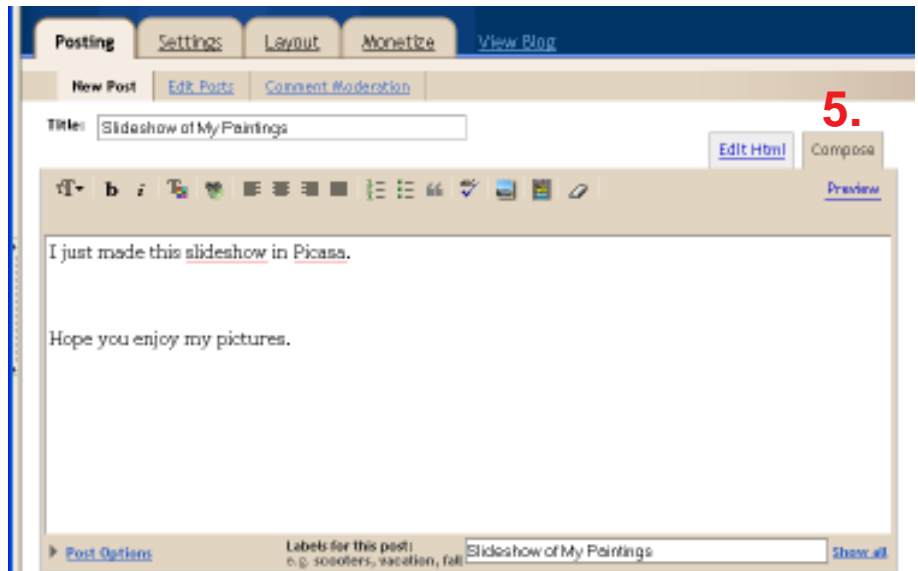 Posting Settings Layout Monetize View Blog
New Post Edit Posts Comment Moderation
5.
Title: Slideshow of My Paintings
Edit Html Compose
T b i T ABC Preview
I just made this slideshow in Picasa.
Hope you enjoy my pictures.
Post Options Labels for this post: Slideshow of My Paintings Show all
e.g. scooters, vacation, fall